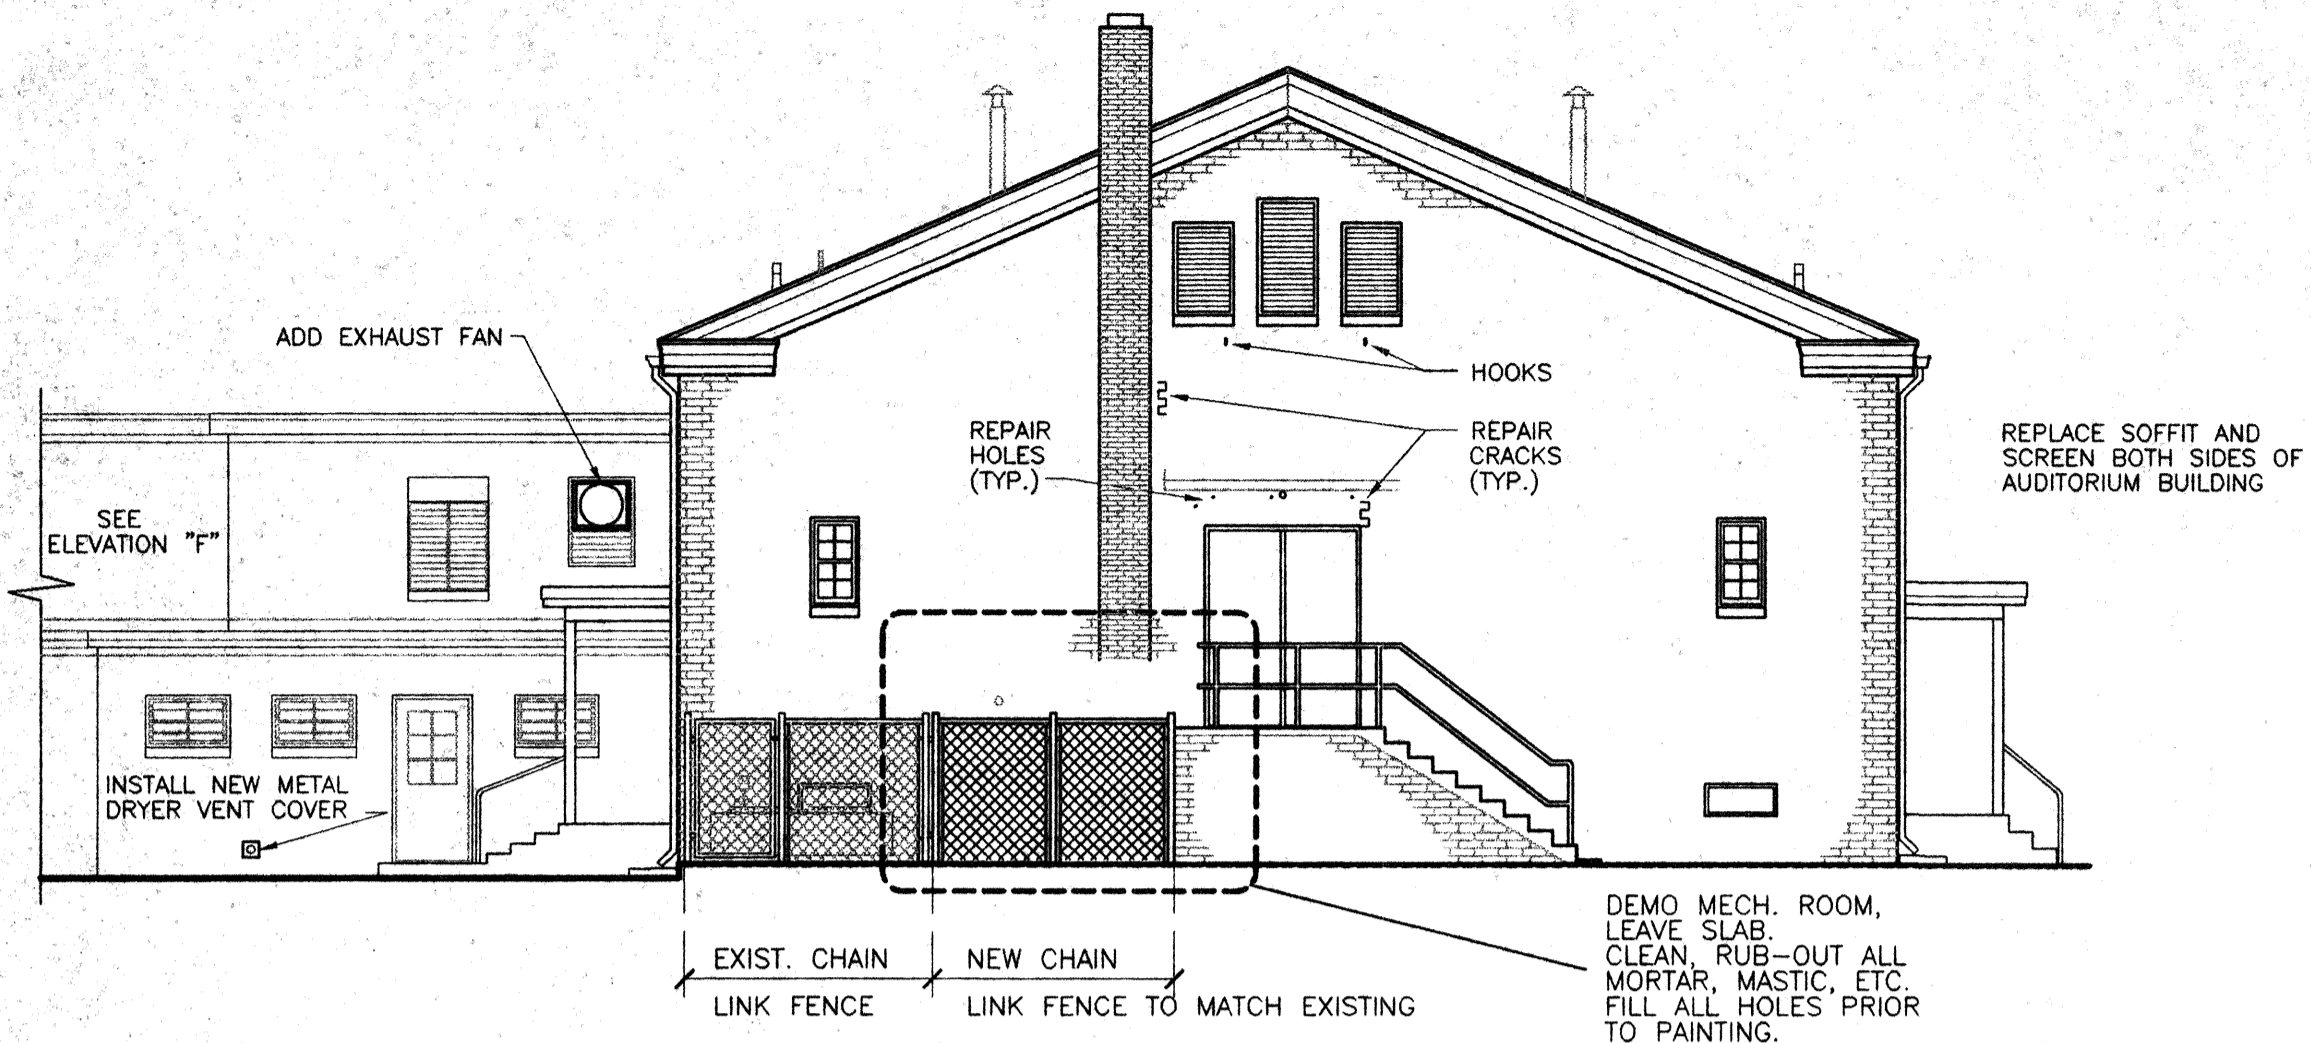 ADD EXHAUST FAN
HOOKS
REPAIR
HOLES
(TYP.)
REPAIR
CRACKS
(TYP.)
REPLACE SOFFIT AND
SCREEN BOTH SIDES OF
AUDITORIUM BUILDING
SEE
ELEVATION "F"
INSTALL NEW METAL
DRYER VENT COVER
EXIST. CHAIN
LINK FENCE
NEW CHAIN
LINK FENCE TO MATCH EXISTING
DEMO MECH. ROOM,
LEAVE SLAB.
CLEAN, RUB-OUT ALL
MORTAR, MASTIC, ETC.
FILL ALL HOLES PRIOR
TO PAINTING.